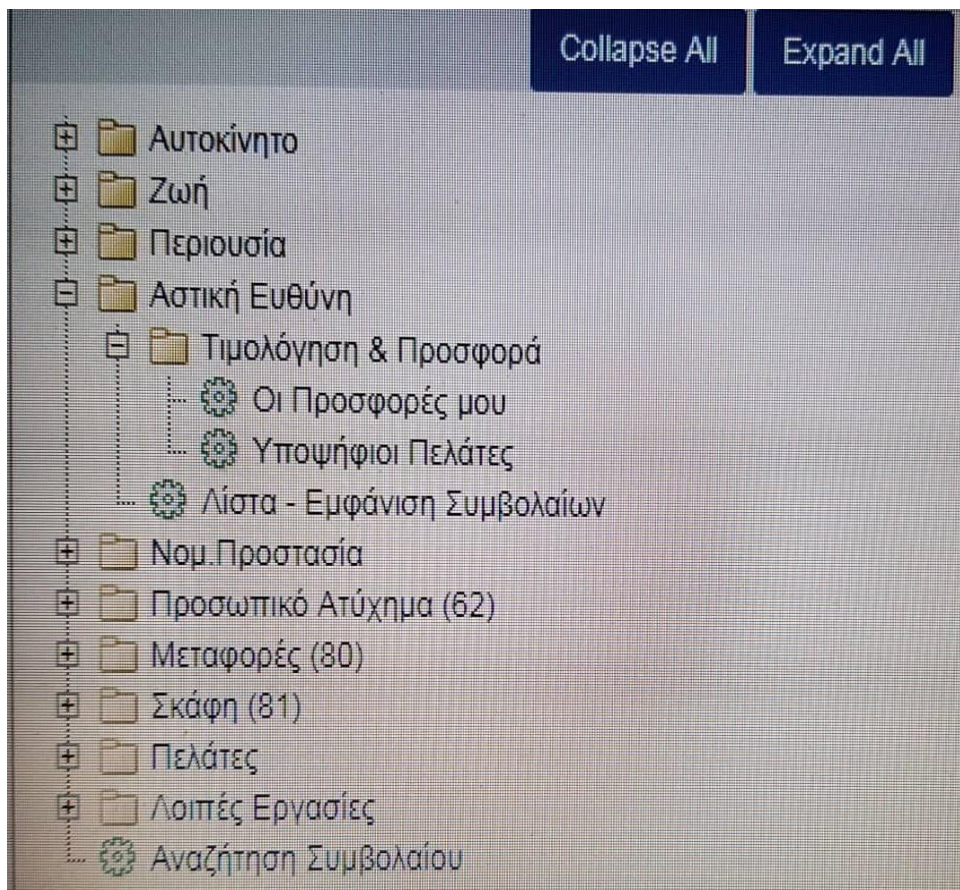 Collapse All Expand All
Αυτοκίνητο
Ζωή
Περιουσία
Αστική Ευθύνη
Τιμολόγηση & Προσφορά
Οι Προσφορές μου
Υποψήφιοι Πελάτες
Λίστα - Εμφάνιση Συμβολαίων
Νομ.Προστασία
Προσωπικό Ατύχημα (62)
Μεταφορές (80)
Σκάφη (81)
Πελάτες
Λοιπές Εργασίες
Αναζήτηση Συμβολαίου